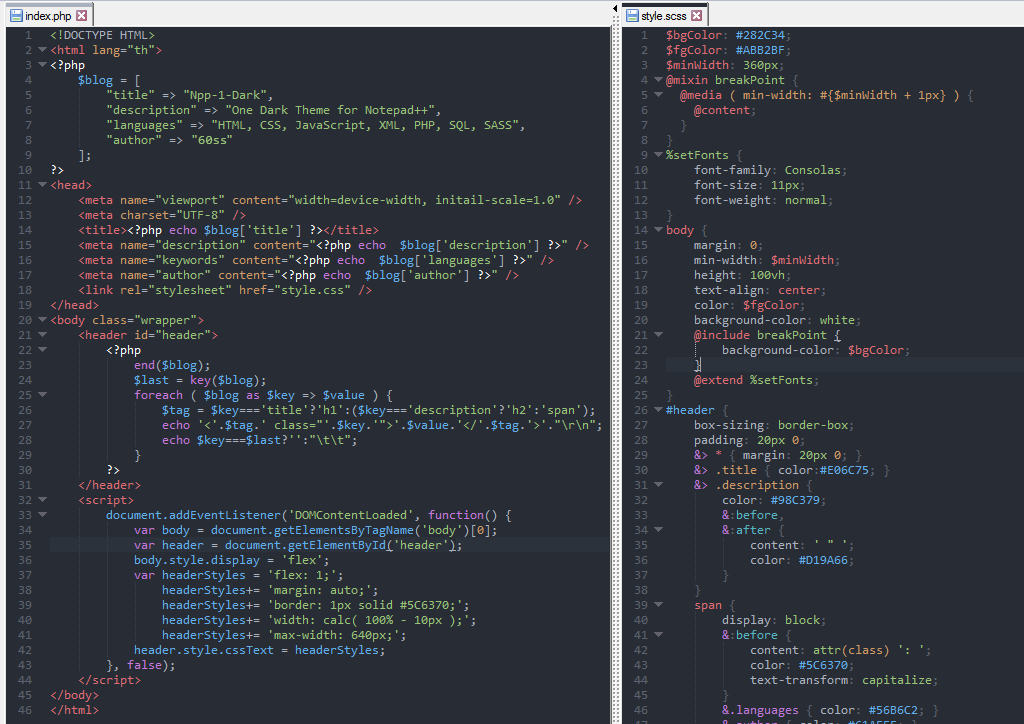 index.php
1 <!DOCTYPE HTML>
2 <html lang="th">
3 <?php
4 $blog = [
5 "title" => "Npp-1-Dark",
6 "description" => "One Dark Theme for Notepad++",
7 "languages" => "HTML, CSS, JavaScript, XML, PHP, SQL, SASS",
8 "author" => "60ss"
9 ];
10 ?>
11 <head>
12 <meta name="viewport" content="width=device-width, initail-scale=1.0" />
13 <meta charset="UTF-8" />
14 <title><?php echo $blog['title'] ?></title>
15 <meta name="description" content="<?php echo  $blog['description'] ?>" />
16 <meta name="keywords" content="<?php echo  $blog['languages'] ?>" />
17 <meta name="author" content="<?php echo  $blog['author'] ?>" />
18 <link rel="stylesheet" href="style.css" />
19 </head>
20 <body class="wrapper">
21 <header id="header">
22 <?php
23 end($blog);
24 $last = key($blog);
25 foreach ( $blog as $key => $value ) {
26 $tag = $key==='title'?'h1':($key==='description'?'h2':'span');
27 echo '<'.$tag.' class="'.$key.'">'.$value.'</'.$tag.'>'."\r\n";
28 echo $key===$last?'':"\t\t";
29 }
30 ?>
31 </header>
32 <script>
33 document.addEventListener('DOMContentLoaded', function() {
34 var body = document.getElementsByTagName('body')[0];
35 var header = document.getElementById('header');
36 body.style.display = 'flex';
37 var headerStyles = 'flex: 1;';
38 headerStyles+= 'margin: auto;';
39 headerStyles+= 'border: 1px solid #5C6370;';
40 headerStyles+= 'width: calc( 100% - 10px );';
41 headerStyles+= 'max-width: 640px;';
42 header.style.cssText = headerStyles;
43 }, false);
44 </script>
45 </body>
46 </html>
style.scss
1 $bgColor: #282C34;
2 $fgColor: #ABB2BF;
3 $minWidth: 360px;
4 @mixin breakPoint {
5 @media ( min-width: #{$minWidth + 1px} ) {
6 @content;
7 }
8 }
9 %setFonts {
10 font-family: Consolas;
11 font-size: 11px;
12 font-weight: normal;
13 }
14 body {
15 margin: 0;
16 min-width: $minWidth;
17 height: 100vh;
18 text-align: center;
19 color: $fgColor;
20 background-color: white;
21 @include breakPoint {
22 background-color: $bgColor;
23 }
24 @extend %setFonts;
25 }
26 #header {
27 box-sizing: border-box;
28 padding: 20px 0;
29 &> * { margin: 20px 0; }
30 &> .title { color:#E06C75; }
31 &> .description {
32 color: #98C379;
33 &:before,
34 &:after {
35 content: ' " ';
36 color: #D19A66;
37 }
38 }
39 span {
40 display: block;
41 &:before {
42 content: attr(class) ': ';
43 color: #5C6370;
44 text-transform: capitalize;
45 }
46 &.languages { color: #56B6C2; }